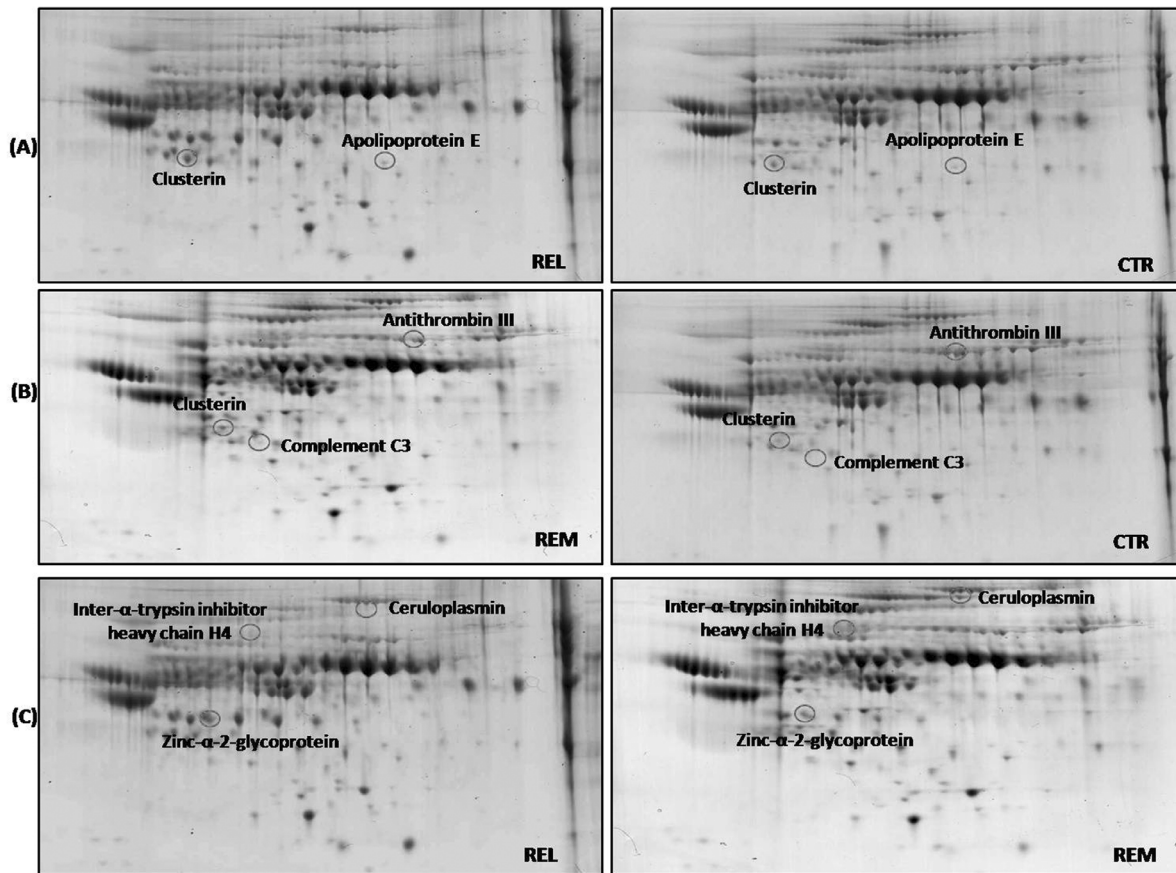 (A)
Apolipoprotein E
Clusterin
REL
Apolipoprotein E
Clusterin
CTR
(B)
Antithrombin III
Clusterin
Complement C3
REM
Antithrombin III
Clusterin
Complement C3
CTR
(C)
Inter-α-trypsin inhibitor
heavy chain H4
Ceruloplasmin
Zinc-α-2-glycoprotein
REL
Inter-α-trypsin inhibitor
heavy chain H4
Ceruloplasmin
Zinc-α-2-glycoprotein
REM